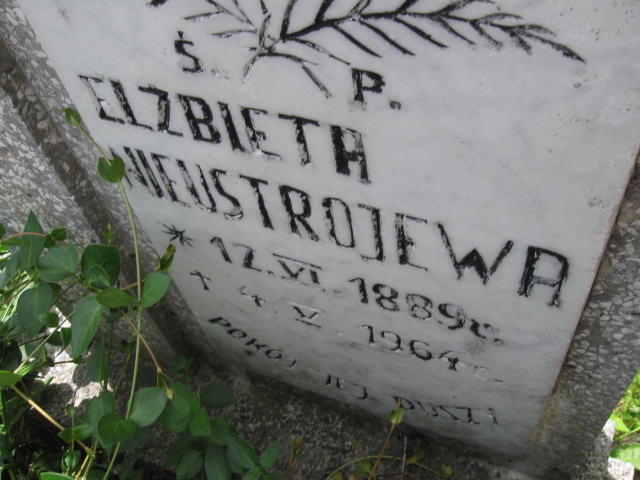 Ś P.
ELŻBIETA
NIEUSTROJEWA
* 12.VI.1889r.
† 4 V 1964r.
POKÓJ JEJ DUSZY